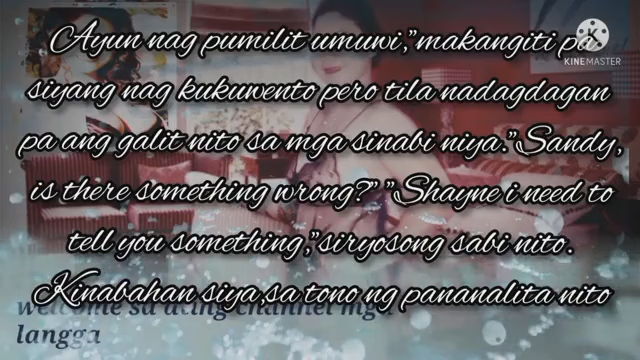 Ayun nag pumilit umuwi,"makangiti pa
KINEMASTER
siyang nag kukuwento pero tila nadagdagan
pa ang galit nito sa mga sinabi niya."Sandy,
is there something wrong?" "Shayne i need to
tell you something,"siryosong sabi nito.
Kinabahan siya,sa tono ng pananalita nito
welcome sa ating channel mga
langga